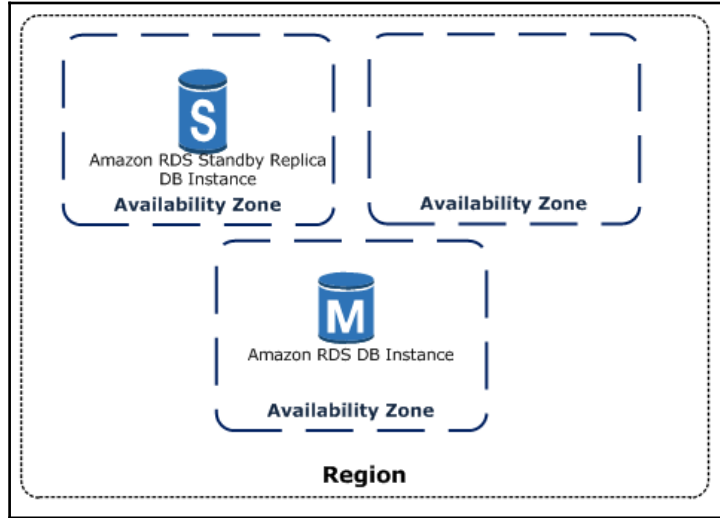 S
Amazon RDS Standby Replica
DB Instance
Availability Zone
Availability Zone
M
Amazon RDS DB Instance
Availability Zone
Region